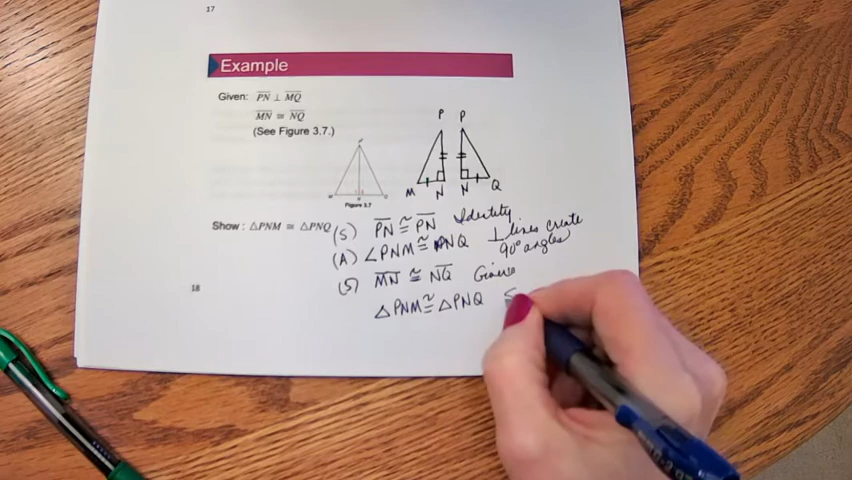 17
Example
Given: PN ⊥ MQ
MN ≅ NQ
(See Figure 3.7.)
P P
M N N Q
Figure 3.7
Show : △PNM ≅ △PNQ
(S) PN ≅ PN Identity
(A) ∠PNM ≅ PNQ ⊥ lines create
90° angles
(S) MN ≅ NQ Given
△PNM ≅ △PNQ S
18